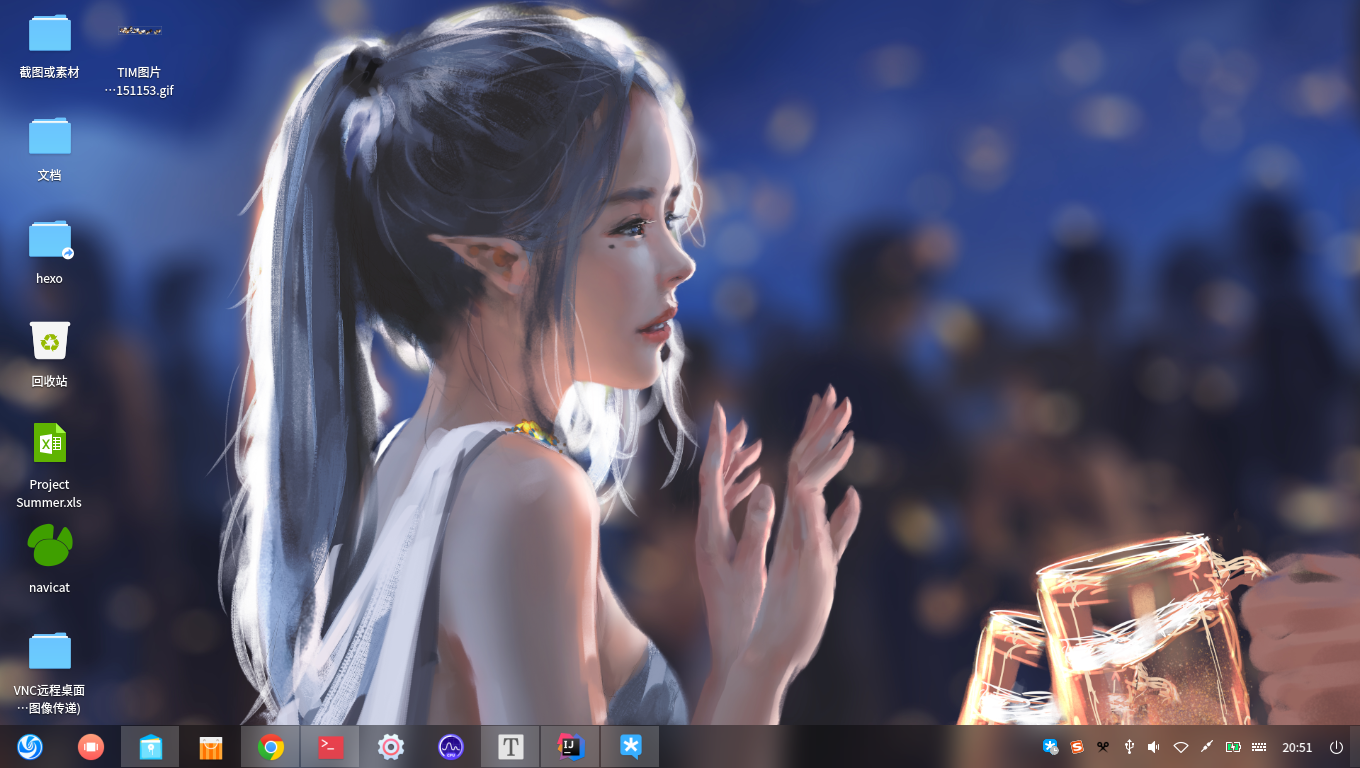 截图或素材
TIM图片
…151153.gif
文档
hexo
回收站
Project
Summer.xls
navicat
VNC远程桌面
…图像传递)
20:51